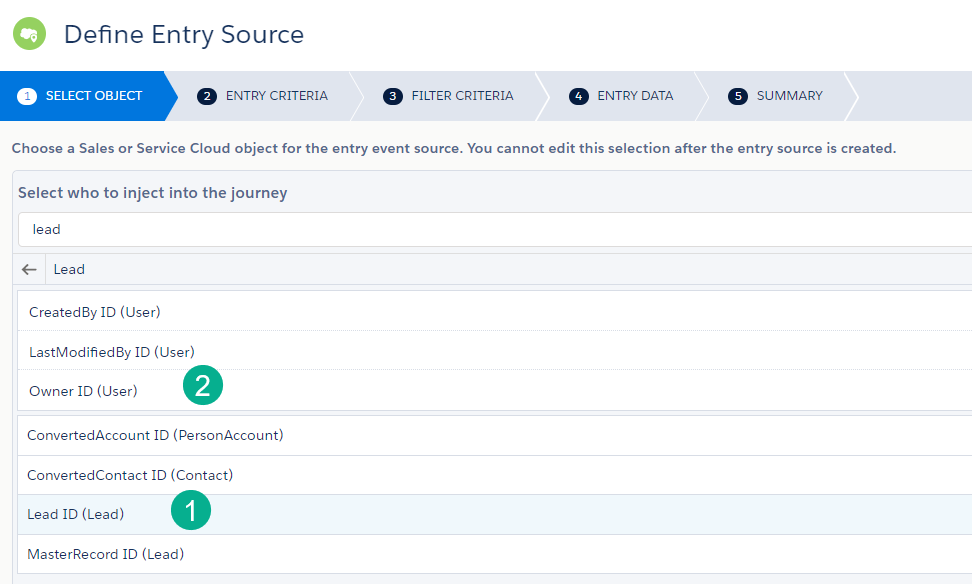 Define Entry Source
1 SELECT OBJECT 2 ENTRY CRITERIA 3 FILTER CRITERIA 4 ENTRY DATA 5 SUMMARY
Choose a Sales or Service Cloud object for the entry event source. You cannot edit this selection after the entry source is created.
Select who to inject into the journey
lead
Lead
CreatedBy ID (User)
LastModifiedBy ID (User)
Owner ID (User) 2
ConvertedAccount ID (PersonAccount)
ConvertedContact ID (Contact)
Lead ID (Lead) 1
MasterRecord ID (Lead)